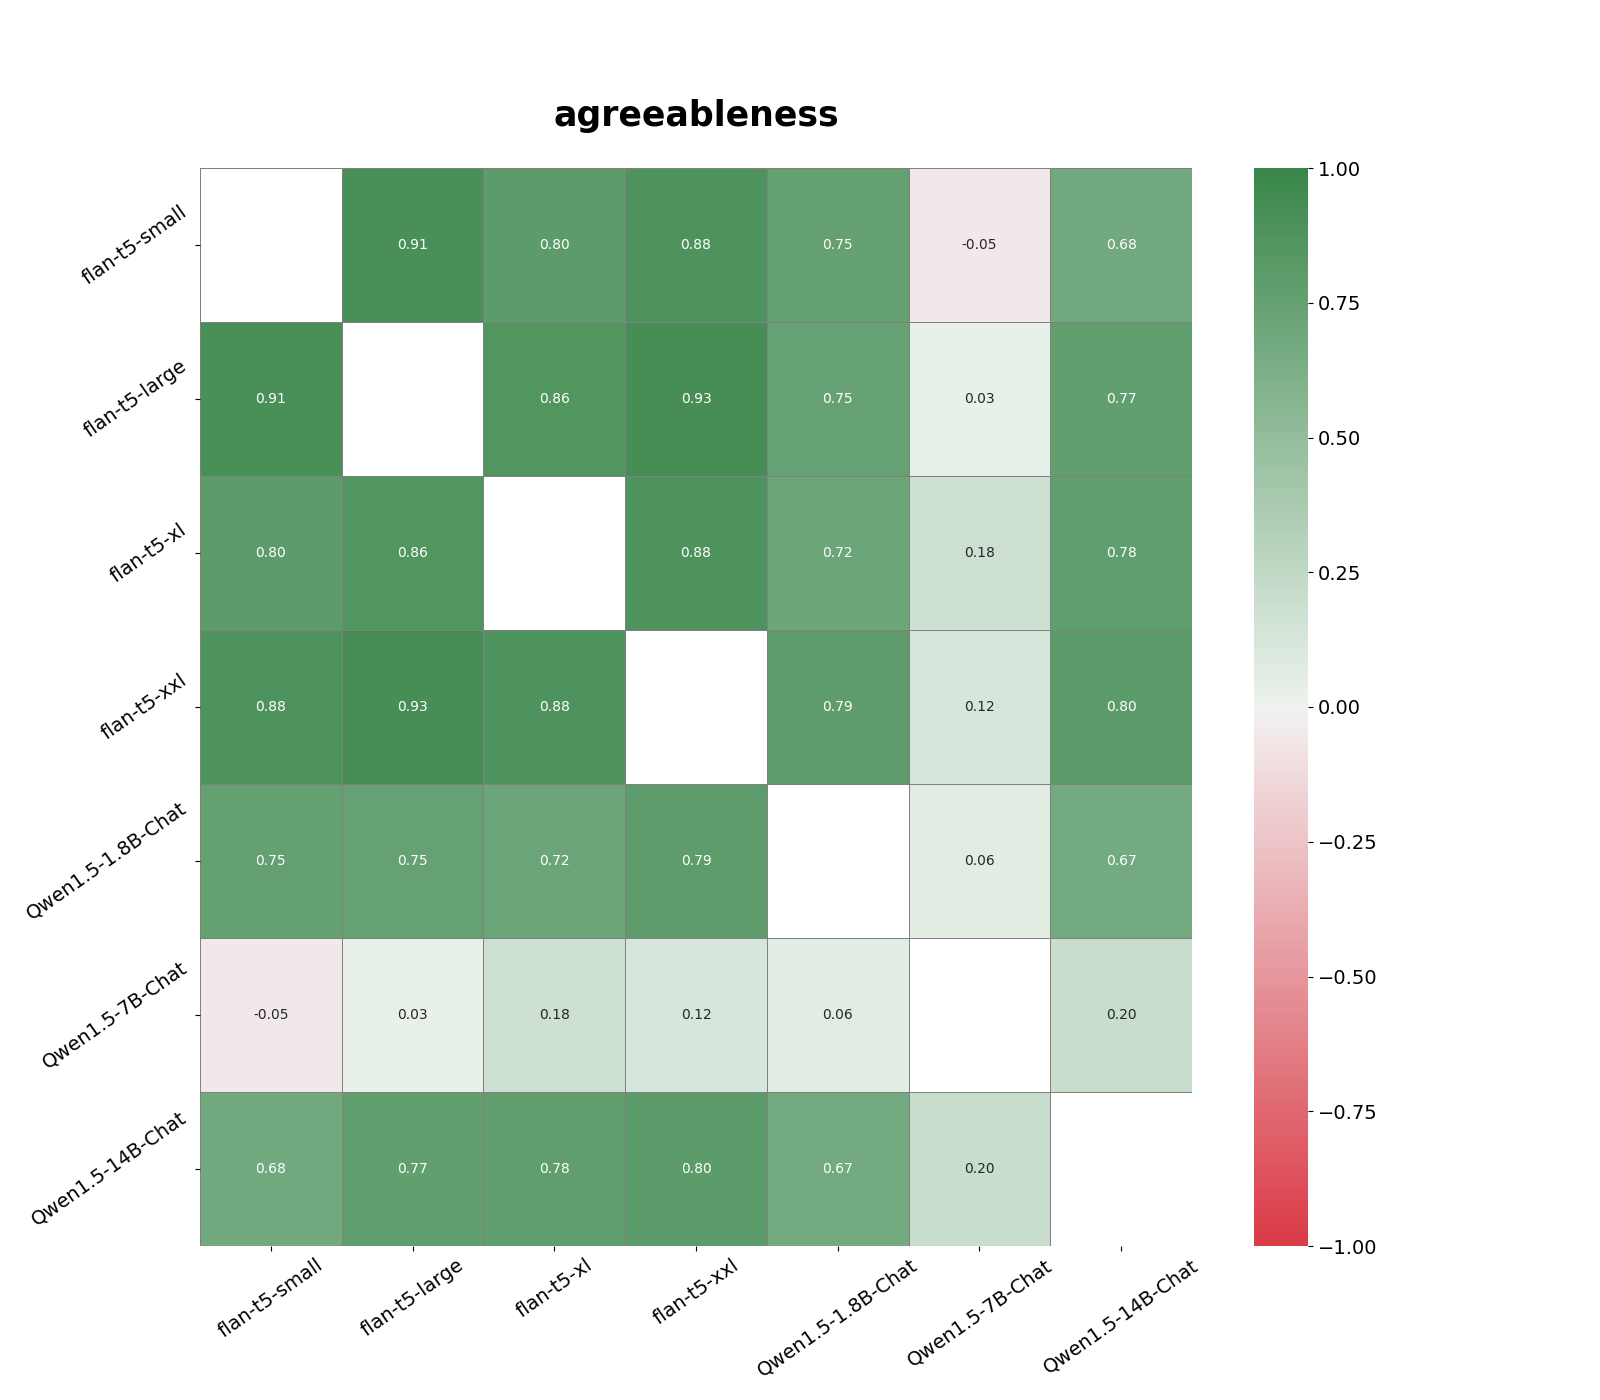 agreeableness
flan-t5-small 0.91 0.80 0.88 0.75 -0.05 0.68
flan-t5-large 0.91 0.86 0.93 0.75 0.03 0.77
flan-t5-xl 0.80 0.86 0.88 0.72 0.18 0.78
flan-t5-xxl 0.88 0.93 0.88 0.79 0.12 0.80
Qwen1.5-1.8B-Chat 0.75 0.75 0.72 0.79 0.06 0.67
Qwen1.5-7B-Chat -0.05 0.03 0.18 0.12 0.06 0.20
Qwen1.5-14B-Chat 0.68 0.77 0.78 0.80 0.67 0.20
flan-t5-small flan-t5-large flan-t5-xl flan-t5-xxl Qwen1.5-1.8B-Chat Qwen1.5-7B-Chat Qwen1.5-14B-Chat
1.00
0.75
0.50
0.25
0.00
−0.25
−0.50
−0.75
−1.00